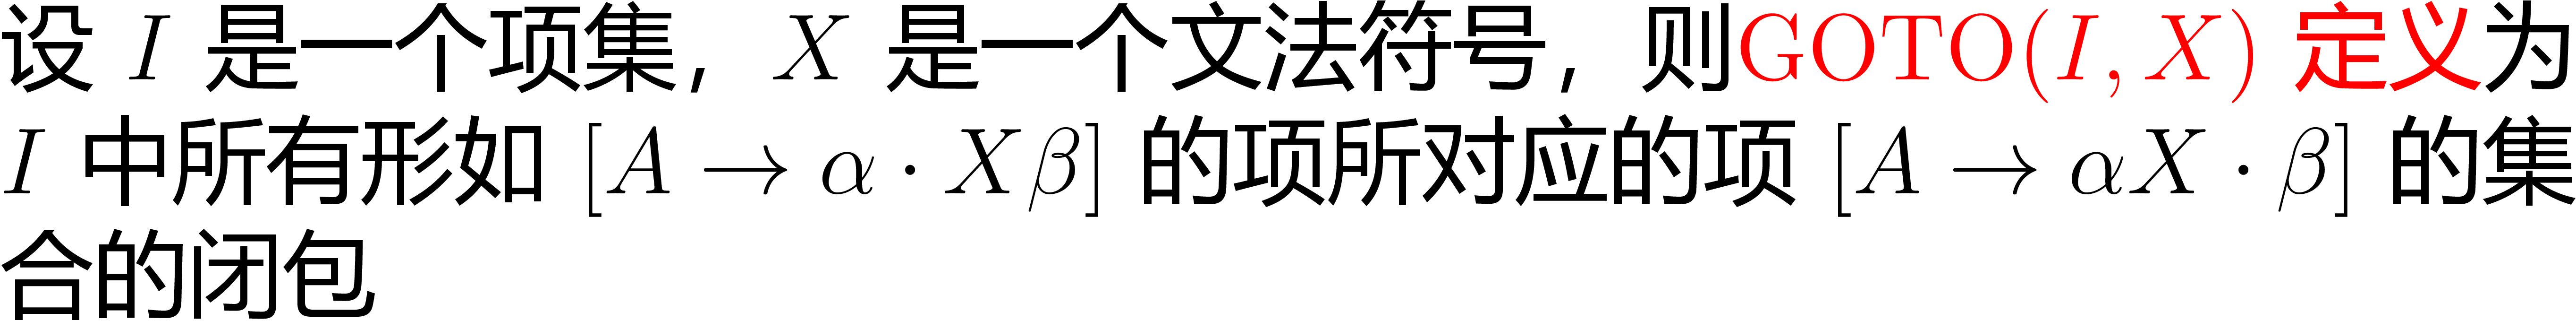 设 I 是一个项集，X 是一个文法符号，则GOTO(I, X) 定义为
I 中所有形如 [A → α · Xβ] 的项所对应的项 [A → αX · β] 的集
合的闭包